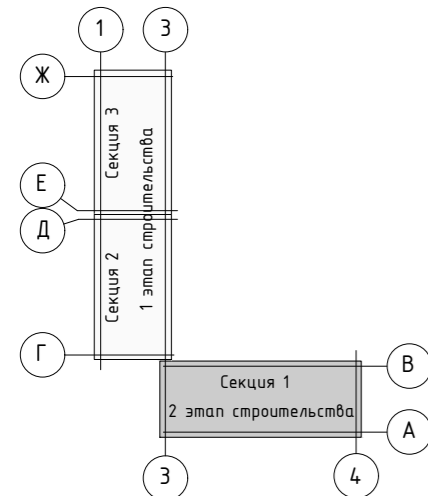 1
3
Ж
Секция 3
1 этап строительства
Е
Д
Секция 2
Г
В
Секция 1
2 этап строительства
А
3
4